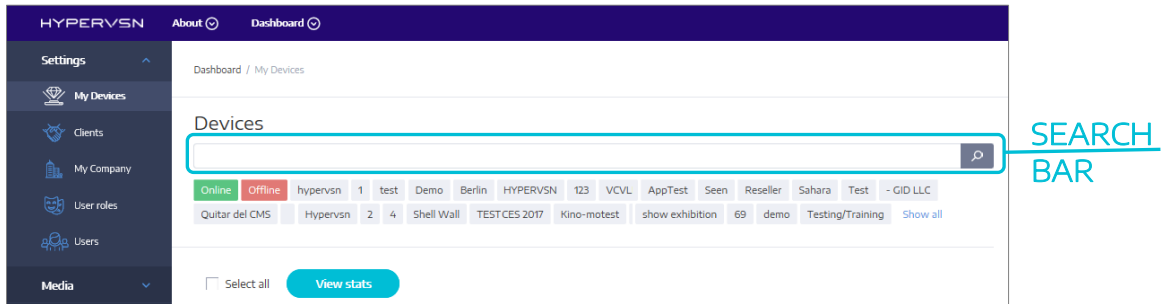 HYPERVSN About Dashboard
Settings
Dashboard / My Devices
My Devices
Clients
My Company
User roles
Users
Media
Devices
SEARCH
BAR
Online Offline hypervsn 1 test Demo Berlin HYPERVSN 123 VCVL AppTest Seen Reseller Sahara Test - GID LLC
Quitar del CMS Hypervsn 2 4 Shell Wall TESTCES 2017 Kino-motest show exhibition 69 demo Testing/Training Show all
Select all View stats